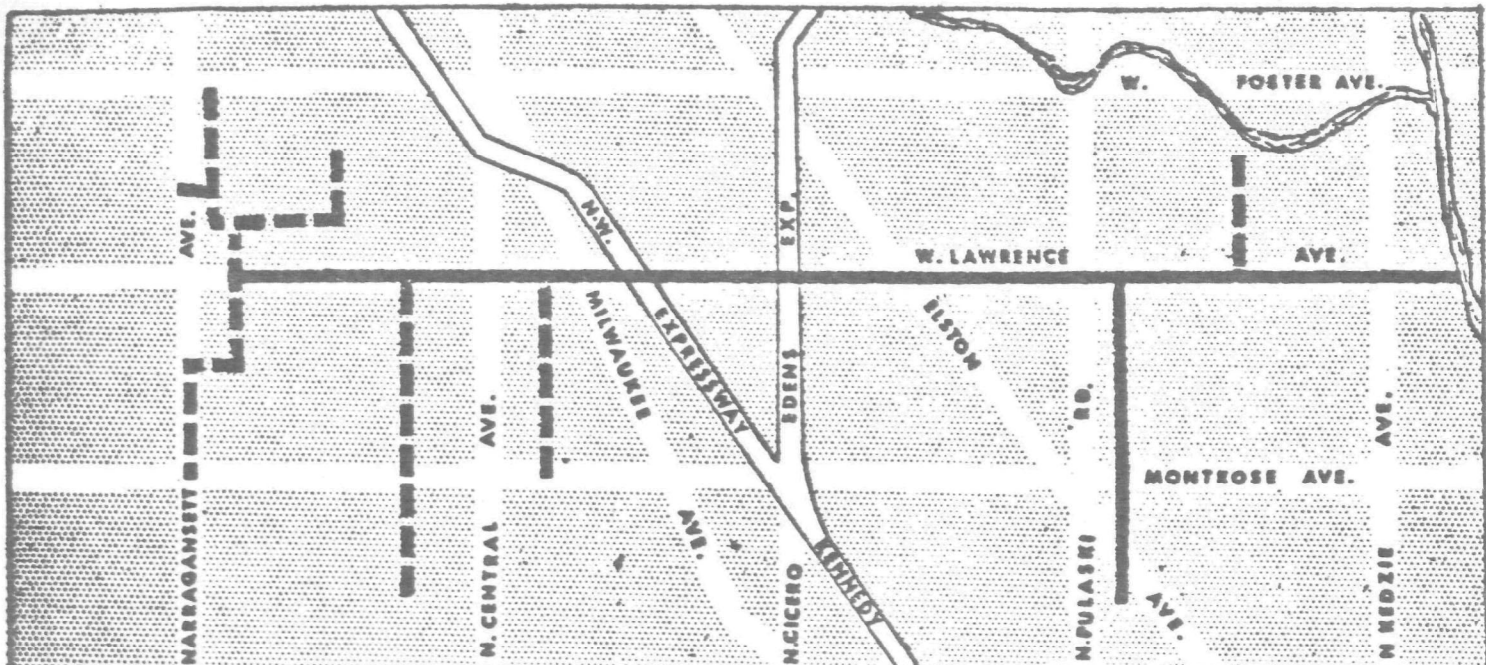 W. FOSTER AVE.
AVE.
N.W. EXPRESSWAY
EXP.
W. LAWRENCE AVE.
MILWAUKEE AVE.
EDENS
ELSTON AVE.
N. NARRAGANSETT
N. CENTRAL AVE.
N. CICERO
KENNEDY
N. PULASKI RD.
MONTROSE AVE.
N KEDZIE AVE.